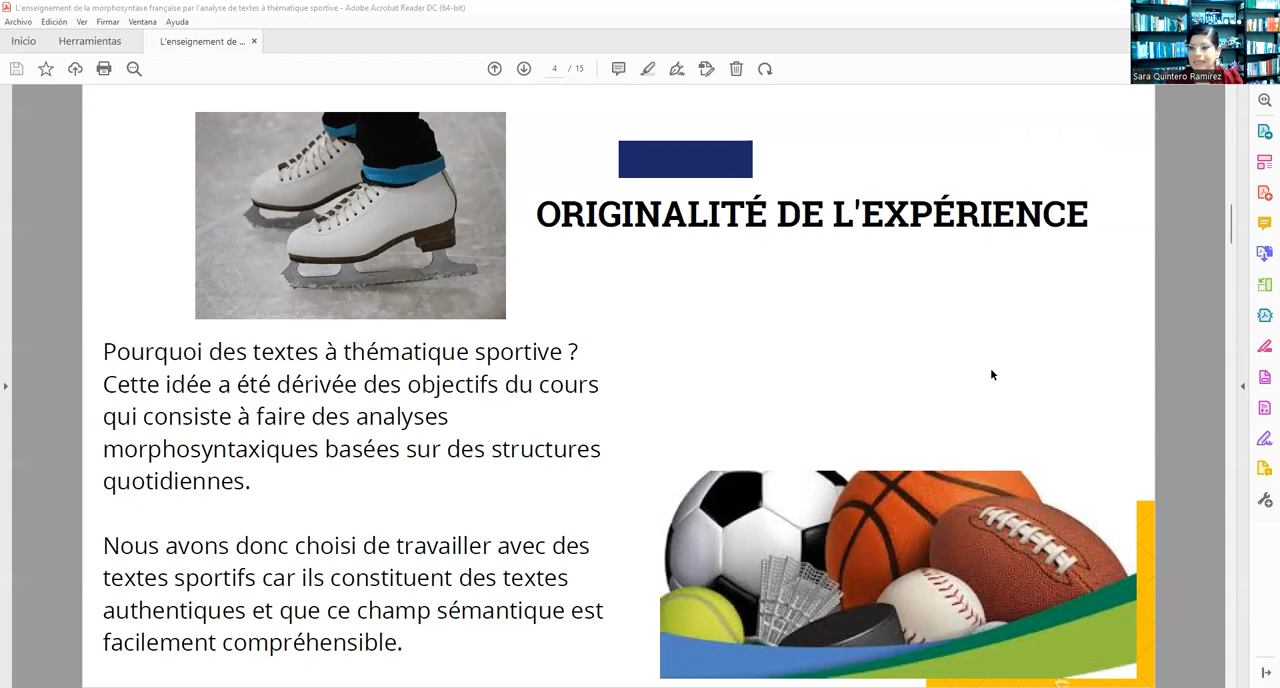 L'enseignement de la morphosyntaxe française par l'analyse de textes à thématique sportive - Adobe Acrobat Reader DC (64-bit)
Archivo Edición Ver Firmar Ventana Ayuda
Inicio Herramientas L'enseignement de ... ×
4 / 15
Sara Quintero Ramírez
ORIGINALITÉ DE L'EXPÉRIENCE
Pourquoi des textes à thématique sportive ?
Cette idée a été dérivée des objectifs du cours
qui consiste à faire des analyses
morphosyntaxiques basées sur des structures
quotidiennes.
Nous avons donc choisi de travailler avec des
textes sportifs car ils constituent des textes
authentiques et que ce champ sémantique est
facilement compréhensible.